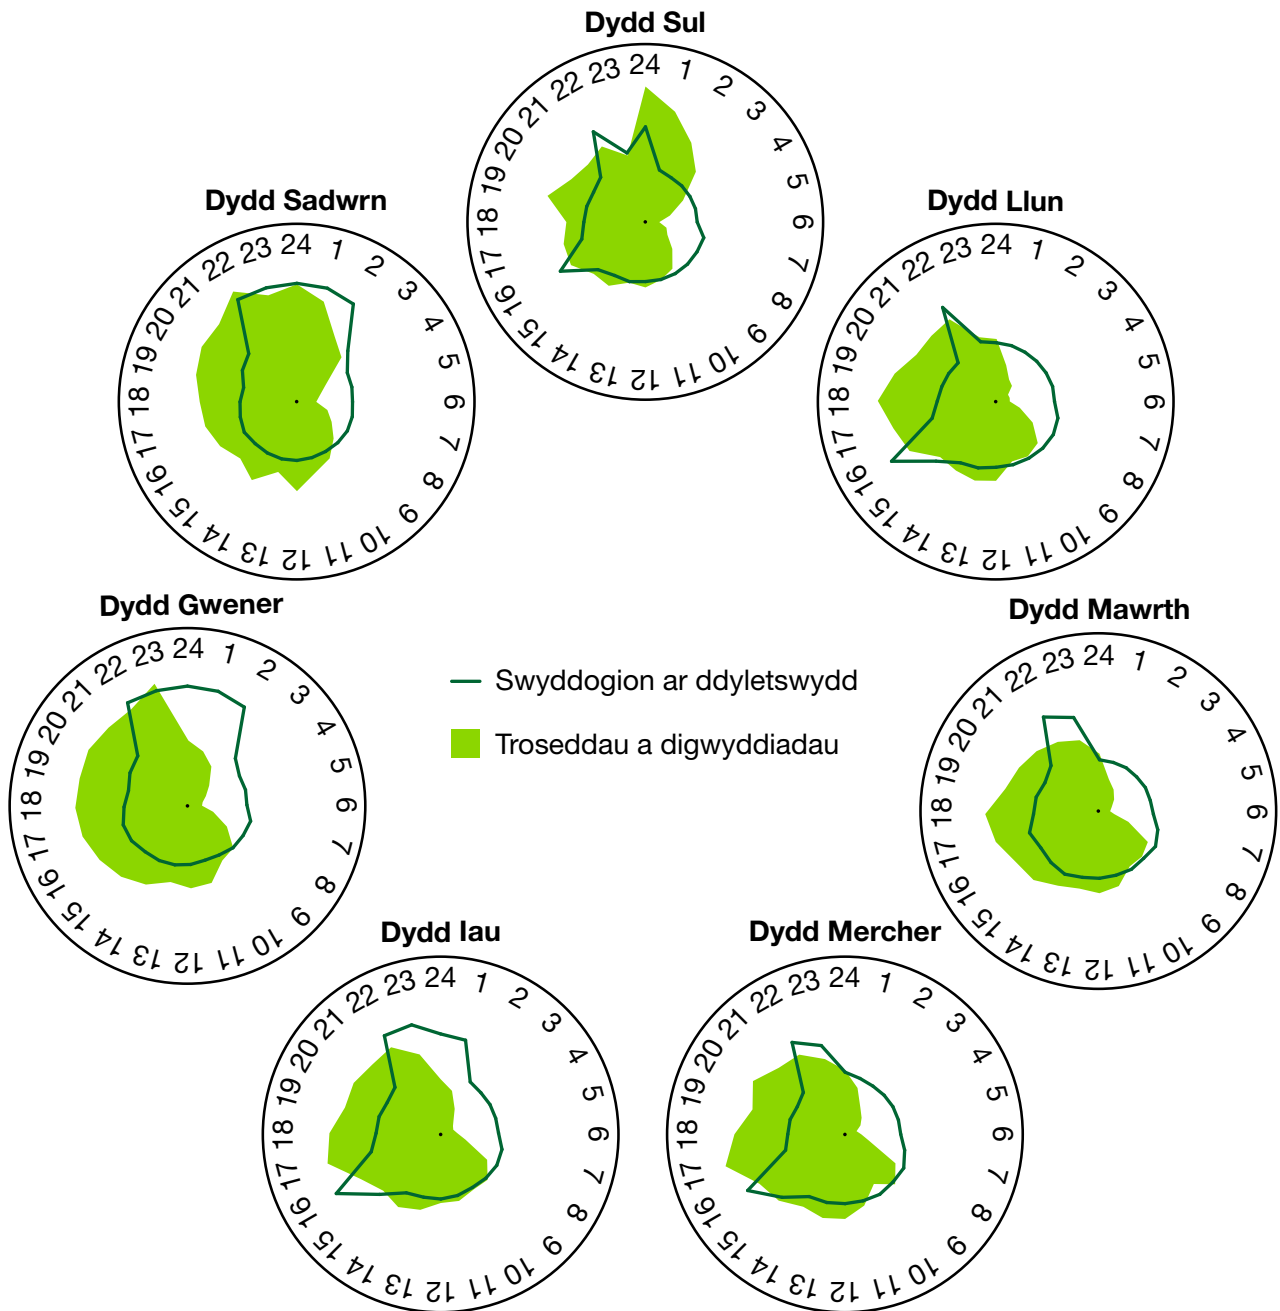 Dydd Sul
24 1 2 3 4 5 6 7 8 9 10 11 12 13 14 15 16 17 18 19 20 21 22 23
Dydd Llun
24 1 2 3 4 5 6 7 8 9 10 11 12 13 14 15 16 17 18 19 20 21 22 23
Dydd Mawrth
24 1 2 3 4 5 6 7 8 9 10 11 12 13 14 15 16 17 18 19 20 21 22 23
Dydd Mercher
24 1 2 3 4 5 6 7 8 9 10 11 12 13 14 15 16 17 18 19 20 21 22 23
Dydd Iau
24 1 2 3 4 5 6 7 8 9 10 11 12 13 14 15 16 17 18 19 20 21 22 23
Dydd Gwener
24 1 2 3 5 6 7 8 9 10 11 12 13 14 15 16 17 18 19 20 21 22 23
Dydd Sadwrn
24 1 2 3 4 5 6 7 8 9 10 11 12 13 14 15 16 17 18 19 20 21 22 23
Swyddogion ar ddyletswydd
Troseddau a digwyddiadau